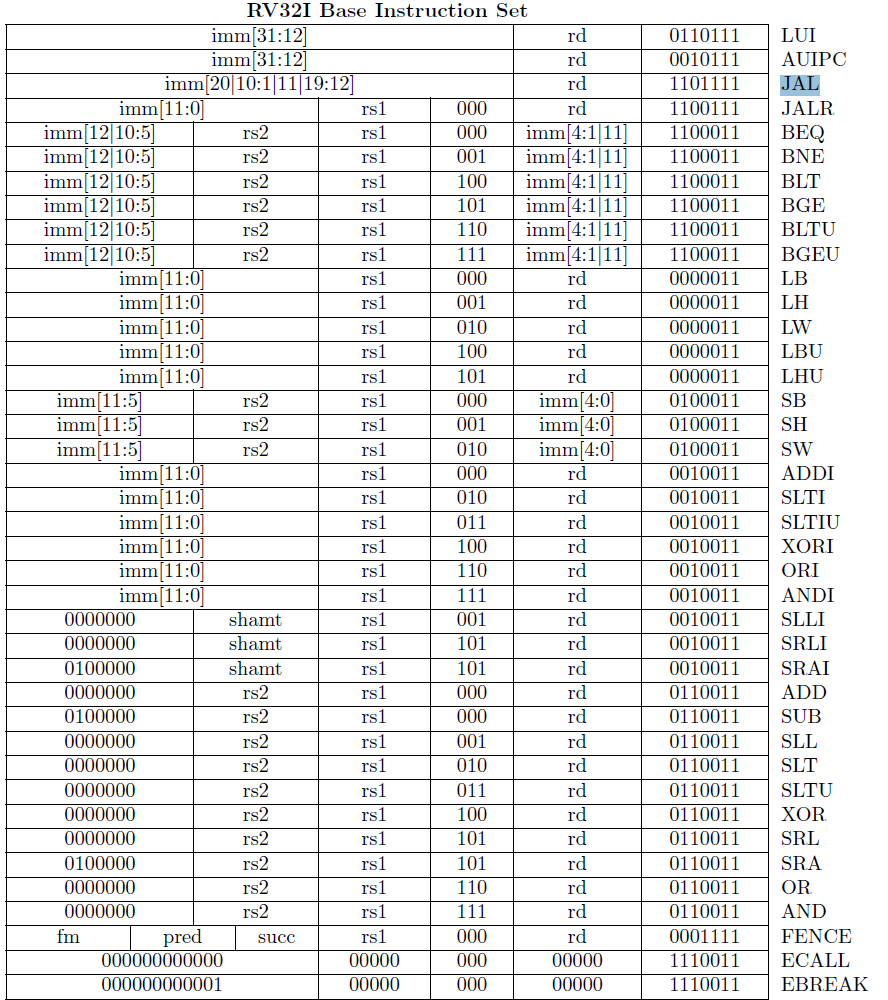 RV32I Base Instruction Set
imm[31:12] rd 0110111 LUI
imm[31:12] rd 0010111 AUIPC
imm[20|10:1|11|19:12] rd 1101111 JAL
imm[11:0] rs1 000 rd 1100111 JALR
imm[12|10:5] rs2 rs1 000 imm[4:1|11] 1100011 BEQ
imm[12|10:5] rs2 rs1 001 imm[4:1|11] 1100011 BNE
imm[12|10:5] rs2 rs1 100 imm[4:1|11] 1100011 BLT
imm[12|10:5] rs2 rs1 101 imm[4:1|11] 1100011 BGE
imm[12|10:5] rs2 rs1 110 imm[4:1|11] 1100011 BLTU
imm[12|10:5] rs2 rs1 111 imm[4:1|11] 1100011 BGEU
imm[11:0] rs1 000 rd 0000011 LB
imm[11:0] rs1 001 rd 0000011 LH
imm[11:0] rs1 010 rd 0000011 LW
imm[11:0] rs1 100 rd 0000011 LBU
imm[11:0] rs1 101 rd 0000011 LHU
imm[11:5] rs2 rs1 000 imm[4:0] 0100011 SB
imm[11:5] rs2 rs1 001 imm[4:0] 0100011 SH
imm[11:5] rs2 rs1 010 imm[4:0] 0100011 SW
imm[11:0] rs1 000 rd 0010011 ADDI
imm[11:0] rs1 010 rd 0010011 SLTI
imm[11:0] rs1 011 rd 0010011 SLTIU
imm[11:0] rs1 100 rd 0010011 XORI
imm[11:0] rs1 110 rd 0010011 ORI
imm[11:0] rs1 111 rd 0010011 ANDI
0000000 shamt rs1 001 rd 0010011 SLLI
0000000 shamt rs1 101 rd 0010011 SRLI
0100000 shamt rs1 101 rd 0010011 SRAI
0000000 rs2 rs1 000 rd 0110011 ADD
0100000 rs2 rs1 000 rd 0110011 SUB
0000000 rs2 rs1 001 rd 0110011 SLL
0000000 rs2 rs1 010 rd 0110011 SLT
0000000 rs2 rs1 011 rd 0110011 SLTU
0000000 rs2 rs1 100 rd 0110011 XOR
0000000 rs2 rs1 101 rd 0110011 SRL
0100000 rs2 rs1 101 rd 0110011 SRA
0000000 rs2 rs1 110 rd 0110011 OR
0000000 rs2 rs1 111 rd 0110011 AND
fm pred succ rs1 000 rd 0001111 FENCE
000000000000 00000 000 00000 1110011 ECALL
000000000001 00000 000 00000 1110011 EBREAK